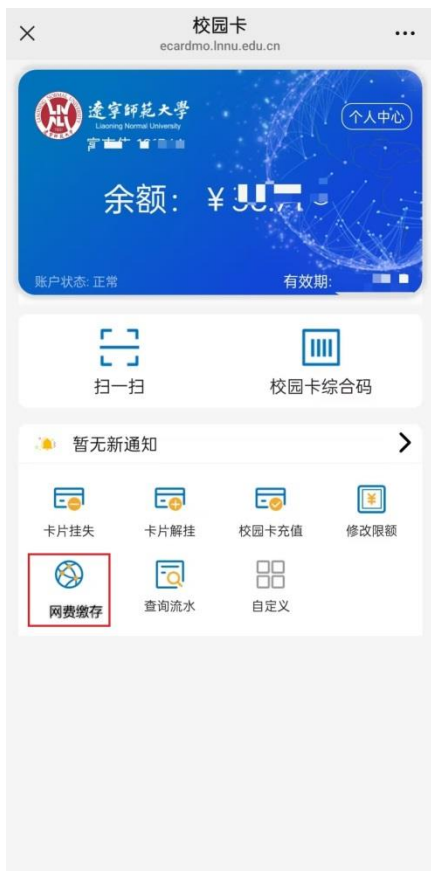 校园卡
ecardmo.lnnu.edu.cn
遼寧師範大學
Liaoning Normal University
个人中心
余额: ¥
账户状态: 正常
有效期:
扫一扫
校园卡综合码
暂无新通知
卡片挂失
卡片解挂
校园卡充值
修改限额
网费缴存
查询流水
自定义